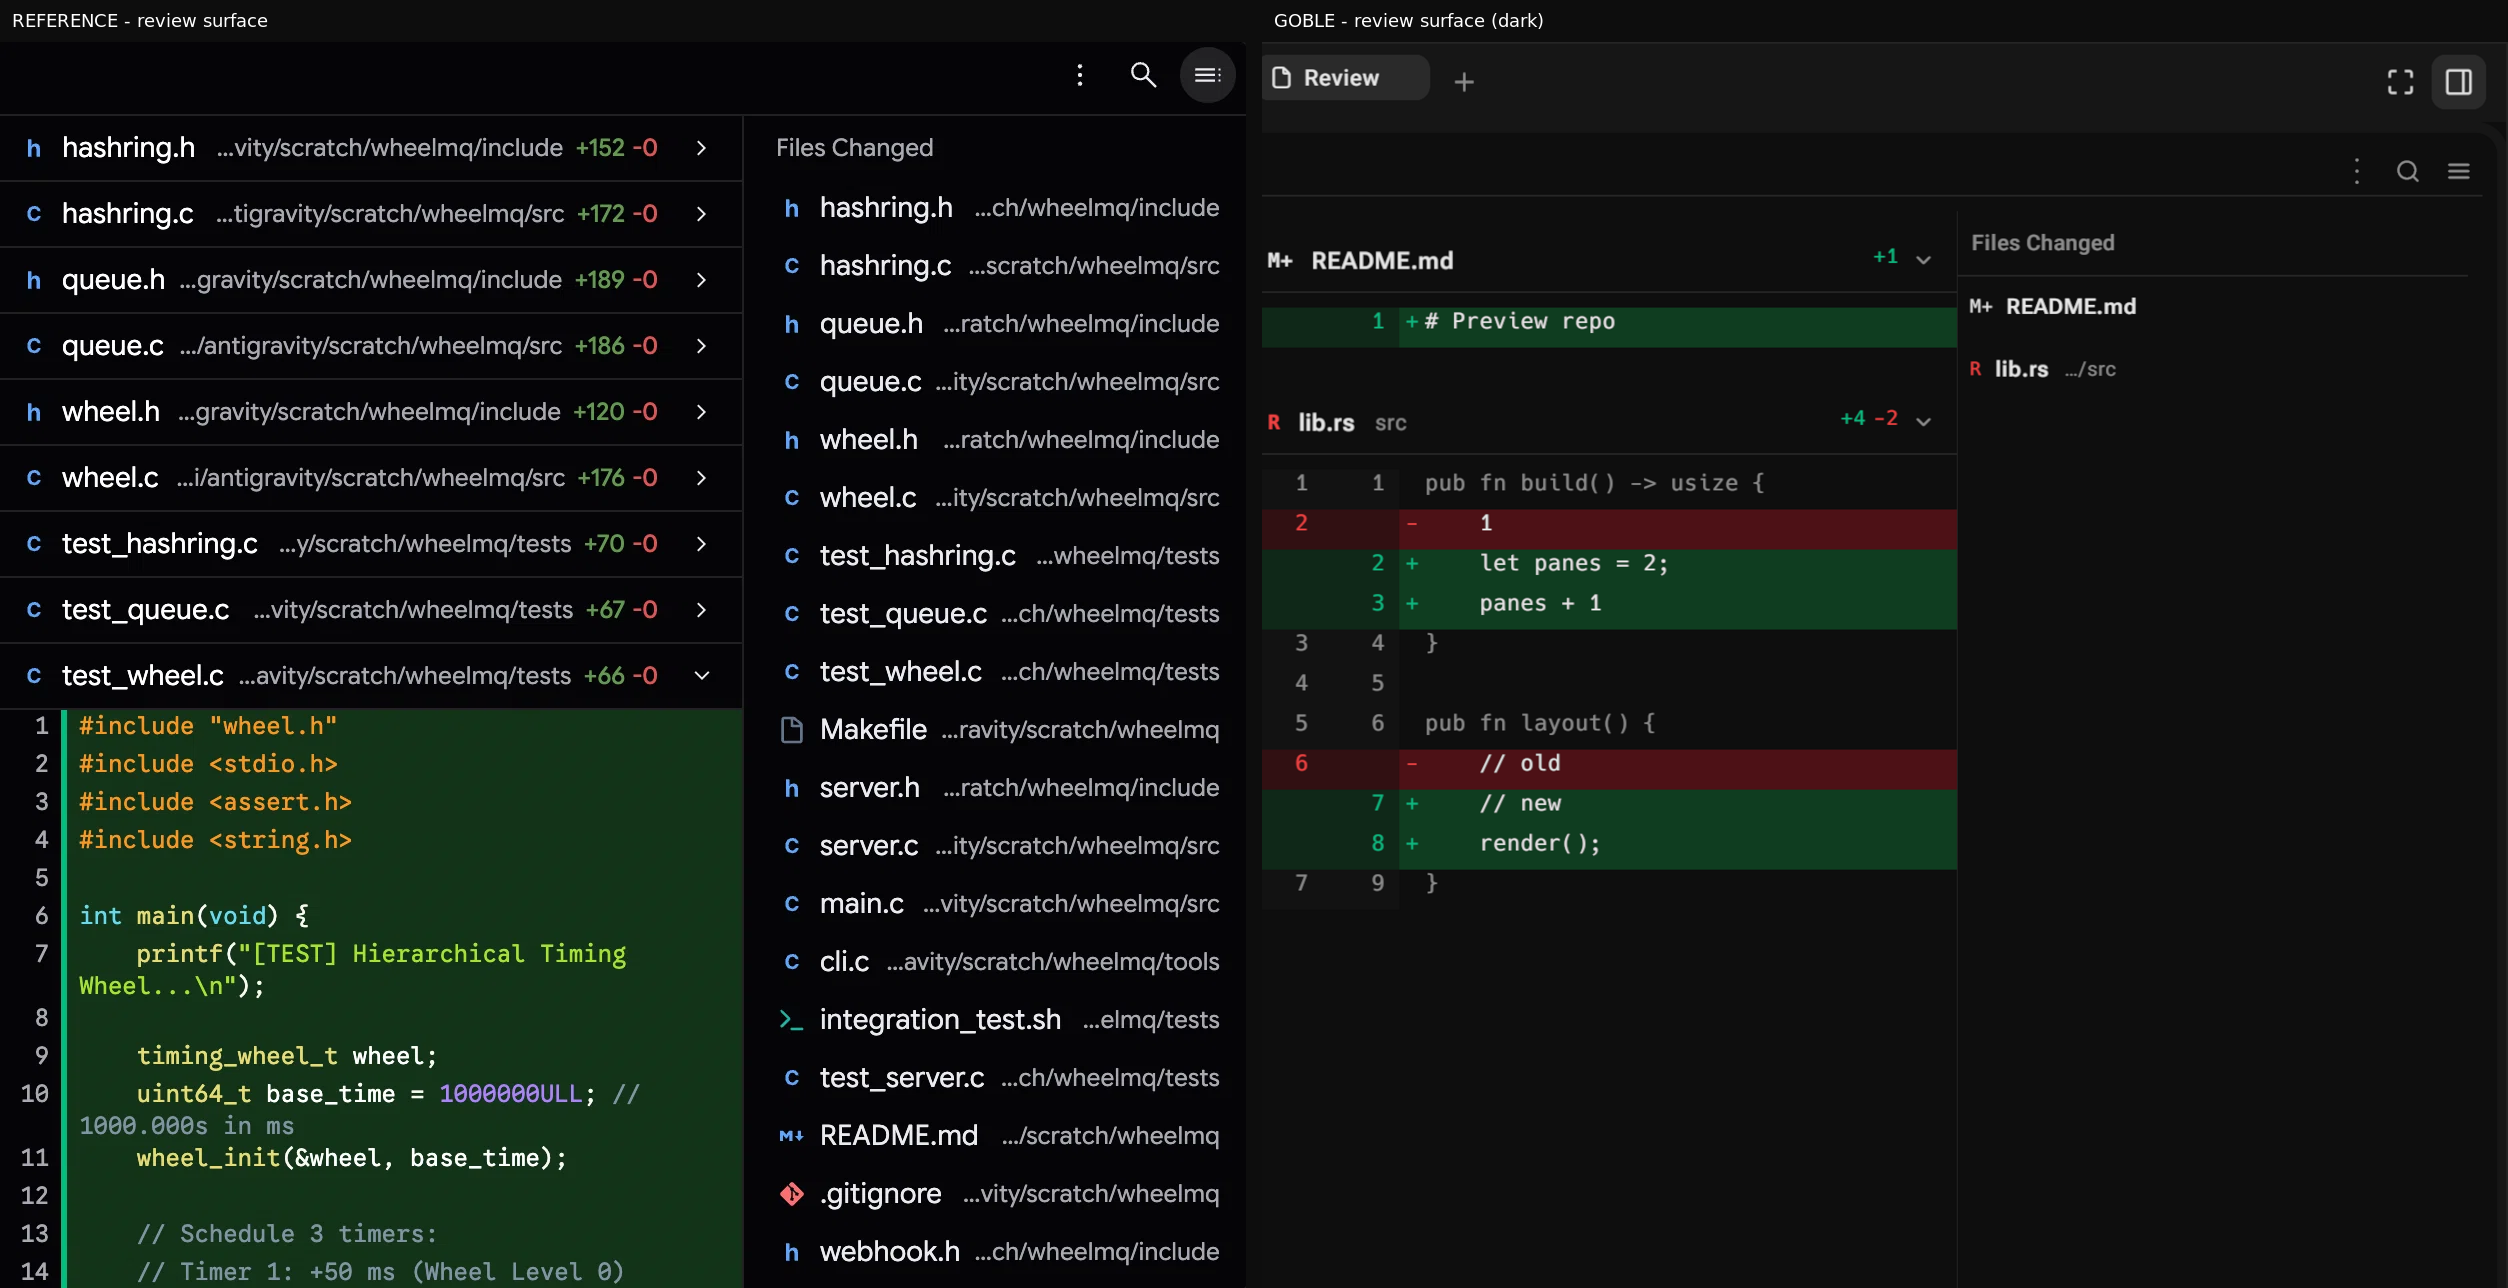 REFERENCE - review surface
h hashring.h ...vity/scratch/wheelmq/include +152 -0
C hashring.c ...tigravity/scratch/wheelmq/src +172 -0
h queue.h ...gravity/scratch/wheelmq/include +189 -0
C queue.c .../antigravity/scratch/wheelmq/src +186 -0
h wheel.h ...gravity/scratch/wheelmq/include +120 -0
C wheel.c ...i/antigravity/scratch/wheelmq/src +176 -0
C test_hashring.c ...y/scratch/wheelmq/tests +70 -0
C test_queue.c ...vity/scratch/wheelmq/tests +67 -0
C test_wheel.c ...avity/scratch/wheelmq/tests +66 -0
1 #include "wheel.h"
2 #include <stdio.h>
3 #include <assert.h>
4 #include <string.h>
5
6 int main(void) {
7     printf("[TEST] Hierarchical Timing
Wheel...\n");
8
9     timing_wheel_t wheel;
10     uint64_t base_time = 1000000ULL; //
1000.000s in ms
11     wheel_init(&wheel, base_time);
12
13     // Schedule 3 timers:
14     // Timer 1: +50 ms (Wheel Level 0)
Files Changed
h hashring.h ...ch/wheelmq/include
C hashring.c ...scratch/wheelmq/src
h queue.h ...ratch/wheelmq/include
C queue.c ...ity/scratch/wheelmq/src
h wheel.h ...ratch/wheelmq/include
C wheel.c ...ity/scratch/wheelmq/src
C test_hashring.c ...wheelmq/tests
C test_queue.c ...ch/wheelmq/tests
C test_wheel.c ...ch/wheelmq/tests
Makefile ...ravity/scratch/wheelmq
h server.h ...ratch/wheelmq/include
C server.c ...ity/scratch/wheelmq/src
C main.c ...vity/scratch/wheelmq/src
C cli.c ...avity/scratch/wheelmq/tools
>_ integration_test.sh ...elmq/tests
C test_server.c ...ch/wheelmq/tests
M↓ README.md .../scratch/wheelmq
.gitignore ...vity/scratch/wheelmq
h webhook.h ...ch/wheelmq/include
GOBLE - review surface (dark)
Review +
M+ README.md +1
1 +# Preview repo
R lib.rs src +4 -2
1 1 pub fn build() -> usize {
2 -    1
2 +    let panes = 2;
3 +    panes + 1
3 4 }
4 5
5 6 pub fn layout() {
6 -    // old
7 +    // new
8 +    render();
7 9 }
Files Changed
M+ README.md
R lib.rs .../src